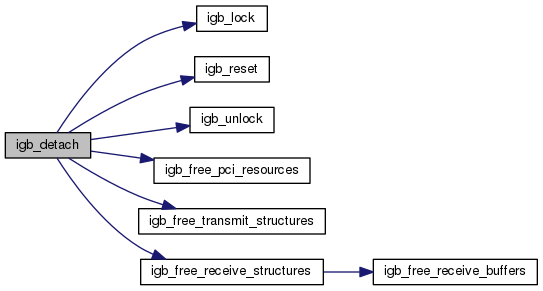 igb_lock
igb_reset
igb_detach
igb_unlock
igb_free_pci_resources
igb_free_transmit_structures
igb_free_receive_structures
igb_free_receive_buffers